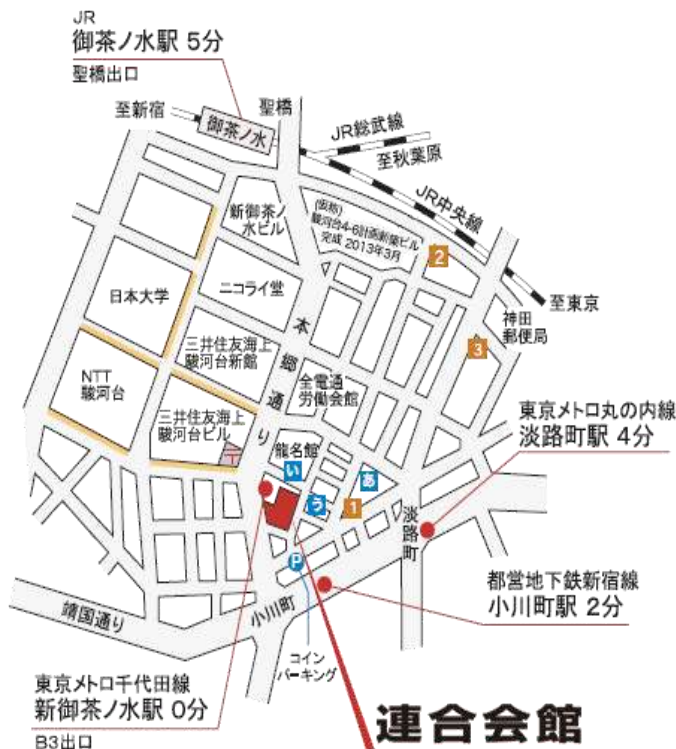 JR
御茶ノ水駅 5分
聖橋出口
至新宿
聖橋
御茶ノ水
JR総武線
至秋葉原
JR中央線
新御茶ノ
水ビル
(仮称)
駿河台4-6計画新築ビル
完成 2013年3月
2
至東京
日本大学
ニコライ堂
神田
郵便局
3
本郷通り
三井住友海上
駿河台新館
全電通
労働会館
NTT
駿河台
三井住友海上
駿河台ビル
〒
東京メトロ丸の内線
淡路町駅 4分
龍名館
い
あ
う
1
淡路町
P
都営地下鉄新宿線
小川町駅 2分
靖国通り
小川町
コイン
パーキング
東京メトロ千代田線
新御茶ノ水駅 0分
B3出口
連合会館